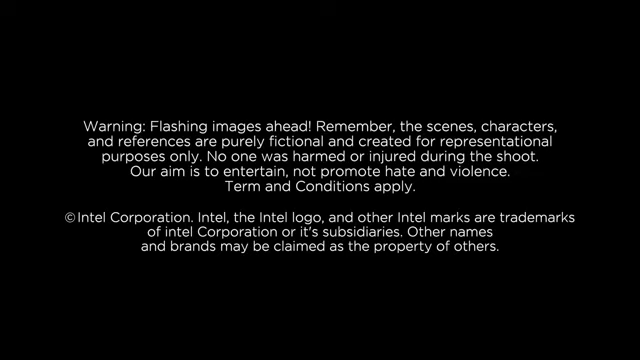 Warning: Flashing images ahead! Remember, the scenes, characters,
and references are purely fictional and created for representational
purposes only. No one was harmed or injured during the shoot.
Our aim is to entertain, not promote hate and violence.
Term and Conditions apply.
©Intel Corporation. Intel, the Intel logo, and other Intel marks are trademarks
of intel Corporation or it's subsidiaries. Other names
and brands may be claimed as the property of others.